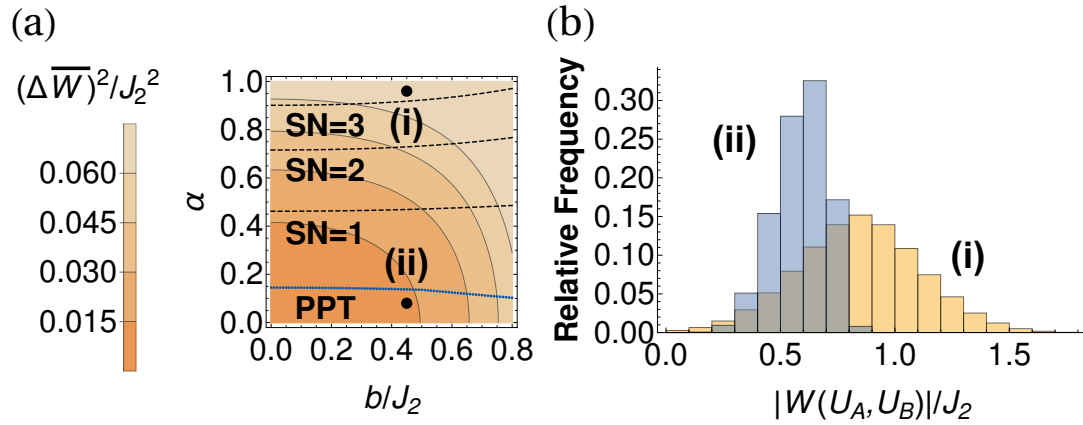 (a)
(ΔW̅)²/J₂²
0.060
0.045
0.030
0.015
α
1.0
0.8
0.6
0.4
0.2
0.0
SN=3
(i)
SN=2
SN=1
(ii)
PPT
0.0 0.2 0.4 0.6 0.8
b/J₂
(b)
Relative Frequency
0.30
0.25
0.20
0.15
0.10
0.05
0.00
(ii)
(i)
0.0 0.5 1.0 1.5
|W(U_A,U_B)|/J₂